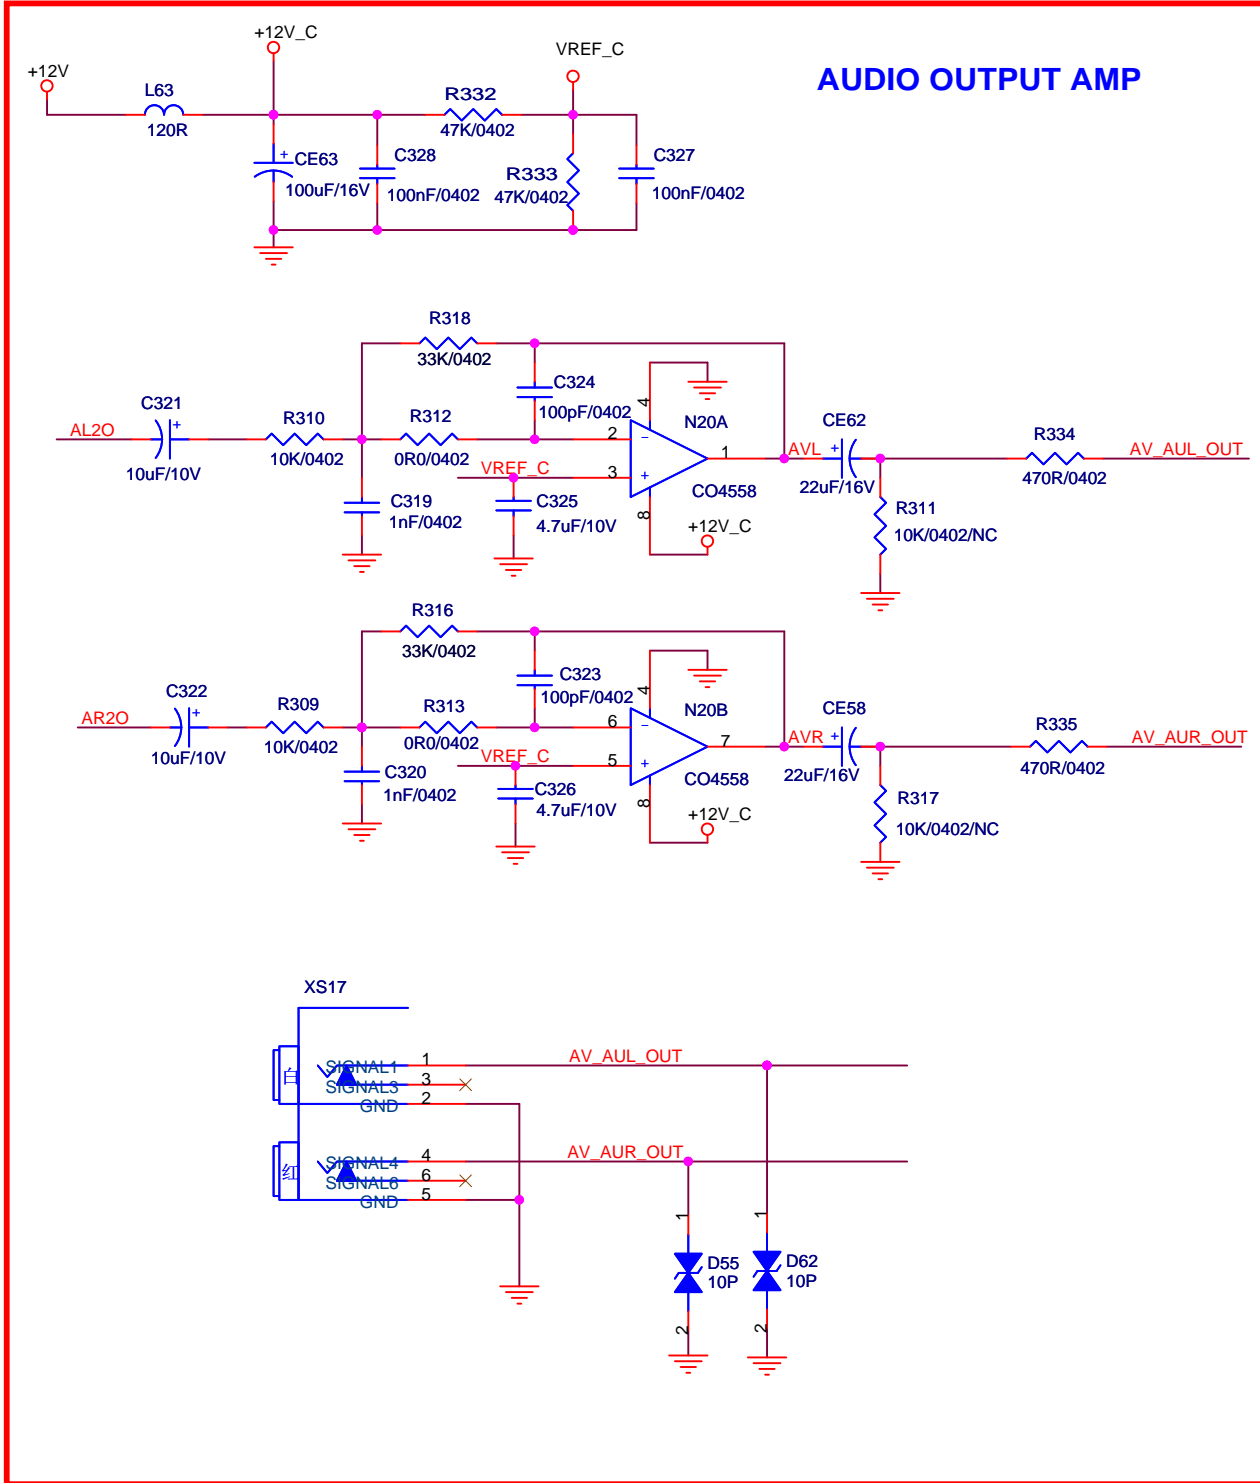 AUDIO OUTPUT AMP
+12V
+12V_C
VREF_C
L63
120R
R332
47K/0402
CE63
100uF/16V
C328
100nF/0402
R333
47K/0402
C327
100nF/0402
R318
33K/0402
C324
100pF/0402
AL2O
C321
10uF/10V
R310
10K/0402
R312
0R0/0402
C319
1nF/0402
VREF_C
C325
4.7uF/10V
2
3
4
8
1
N20A
CO4558
+12V_C
AVL
CE62
22uF/16V
R311
10K/0402/NC
R334
470R/0402
AV_AUL_OUT
R316
33K/0402
C323
100pF/0402
AR2O
C322
10uF/10V
R309
10K/0402
R313
0R0/0402
C320
1nF/0402
VREF_C
C326
4.7uF/10V
6
5
4
8
7
N20B
CO4558
+12V_C
AVR
CE58
22uF/16V
R317
10K/0402/NC
R335
470R/0402
AV_AUR_OUT
XS17
白
SIGNAL1 1
SIGNAL3 3
GND 2
AV_AUL_OUT
红
SIGNAL4 4
SIGNAL6 6
GND 5
AV_AUR_OUT
1
D55
10P
2
1
D62
10P
2